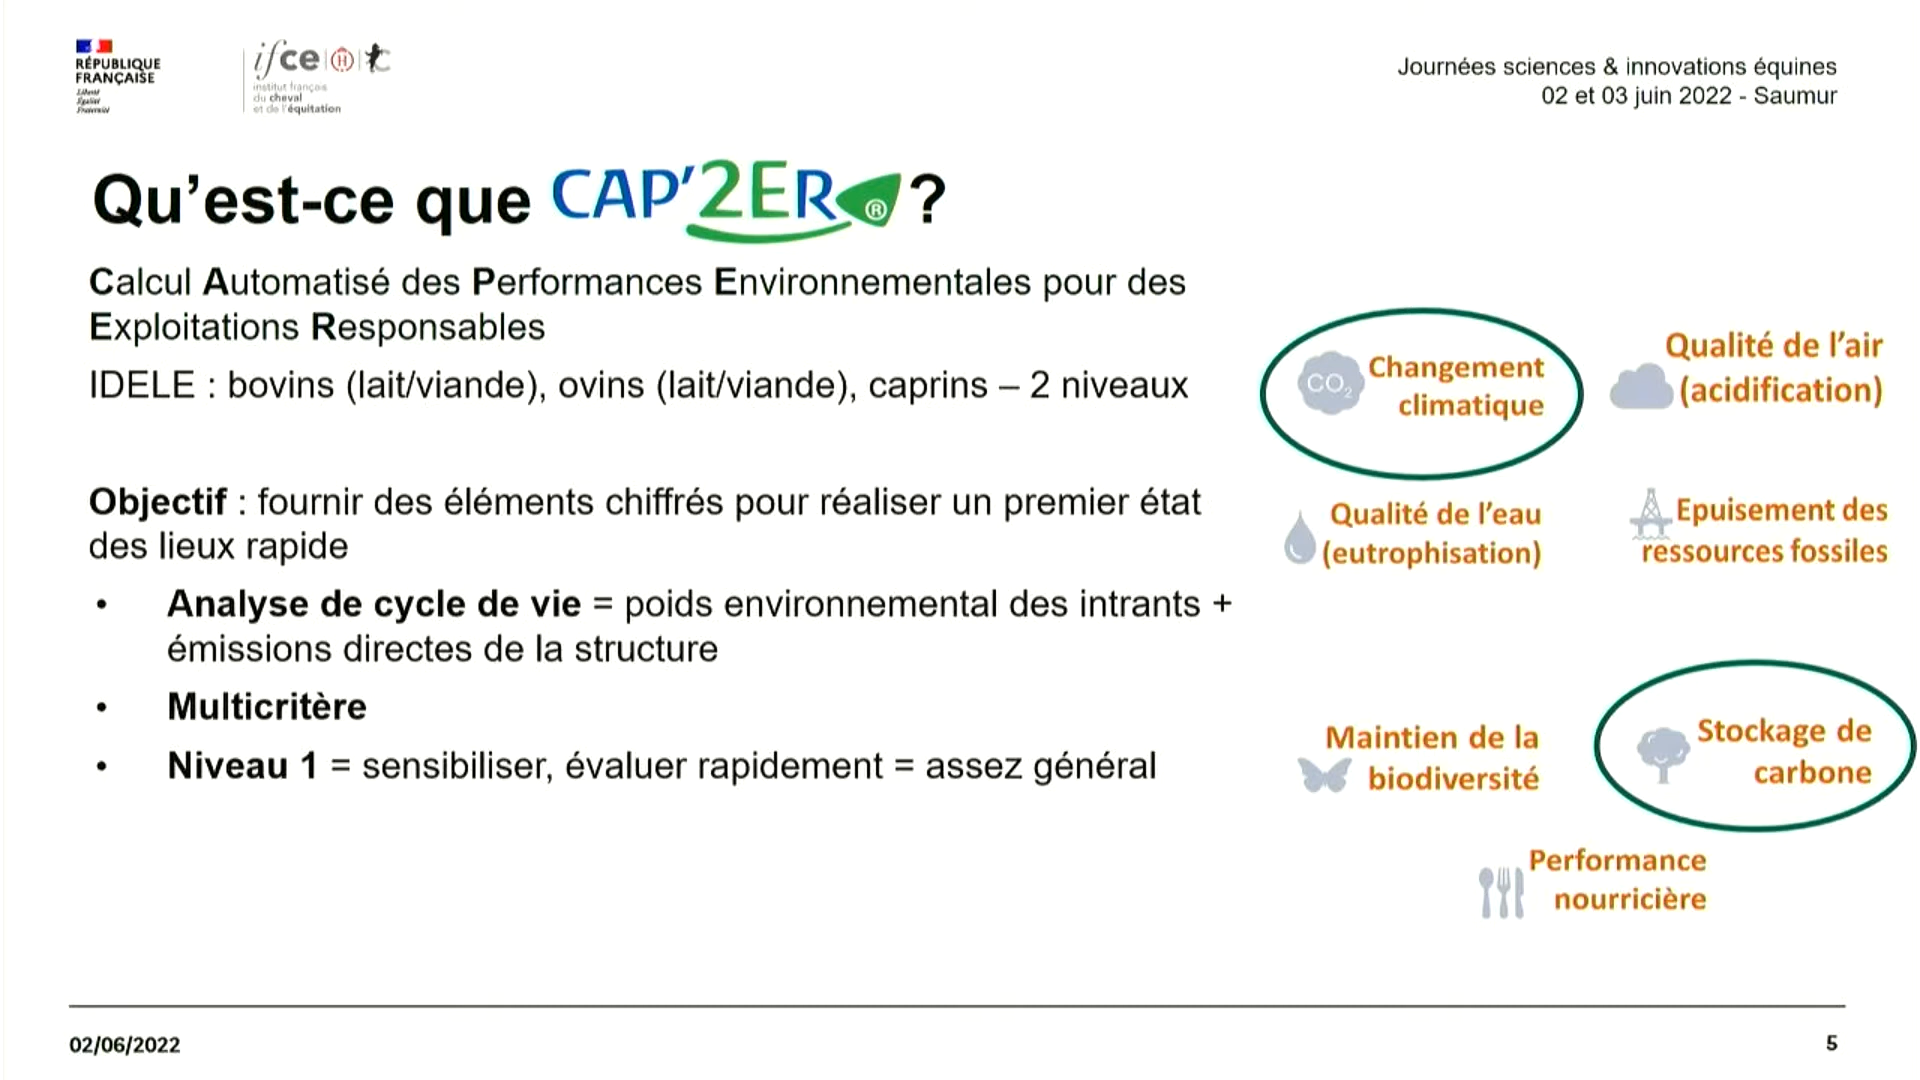 RÉPUBLIQUE
FRANÇAISE
Liberté
Égalité
Fraternité
ifce
institut français
du cheval
et de l'équitation
Journées sciences & innovations équines
02 et 03 juin 2022 - Saumur
Qu'est-ce que CAP'2ER® ?
Calcul Automatisé des Performances Environnementales pour des
Exploitations Responsables
IDELE : bovins (lait/viande), ovins (lait/viande), caprins – 2 niveaux
Objectif : fournir des éléments chiffrés pour réaliser un premier état
des lieux rapide
• Analyse de cycle de vie = poids environnemental des intrants +
émissions directes de la structure
• Multicritère
• Niveau 1 = sensibiliser, évaluer rapidement = assez général
CO₂
Changement
climatique
Qualité de l'air
(acidification)
Qualité de l'eau
(eutrophisation)
Epuisement des
ressources fossiles
Maintien de la
biodiversité
Stockage de
carbone
Performance
nourricière
02/06/2022
5